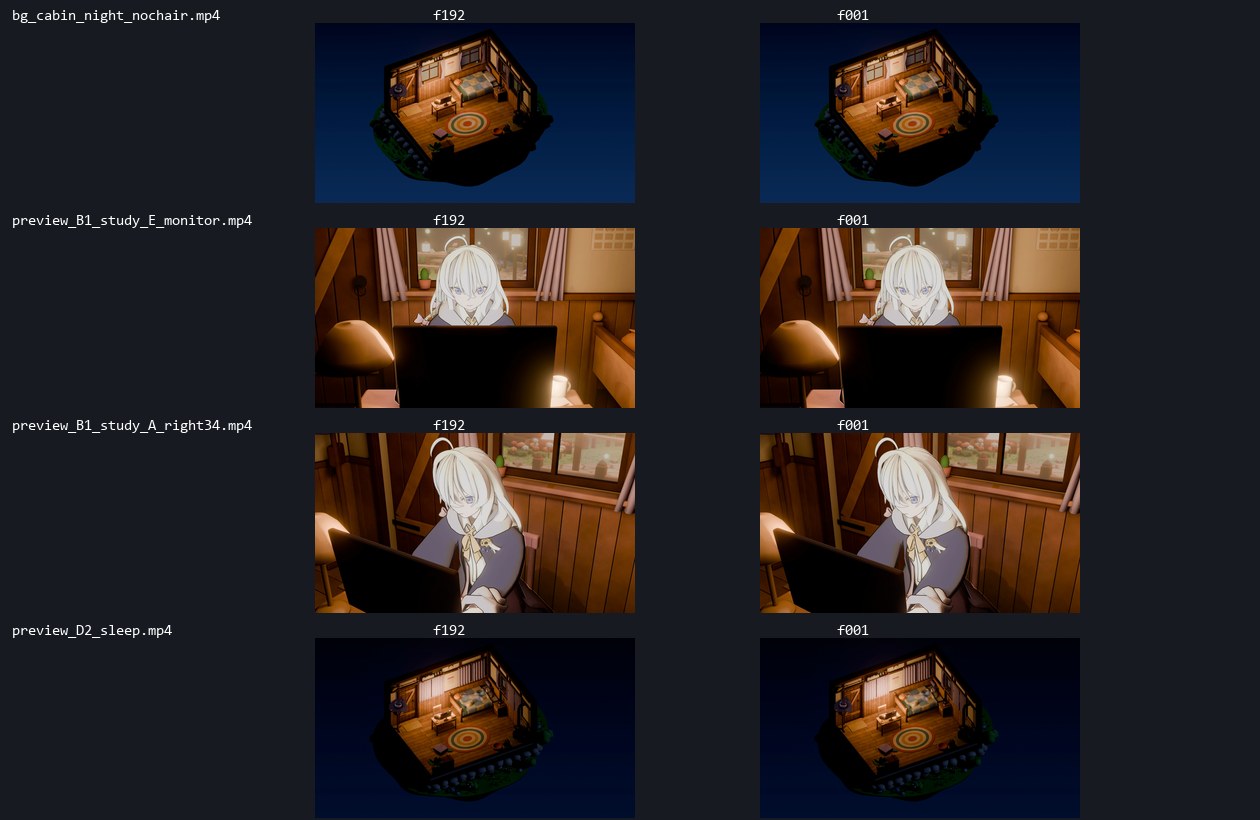 bg_cabin_night_nochair.mp4 f192 f001
preview_B1_study_E_monitor.mp4 f192 f001
preview_B1_study_A_right34.mp4 f192 f001
preview_D2_sleep.mp4 f192 f001